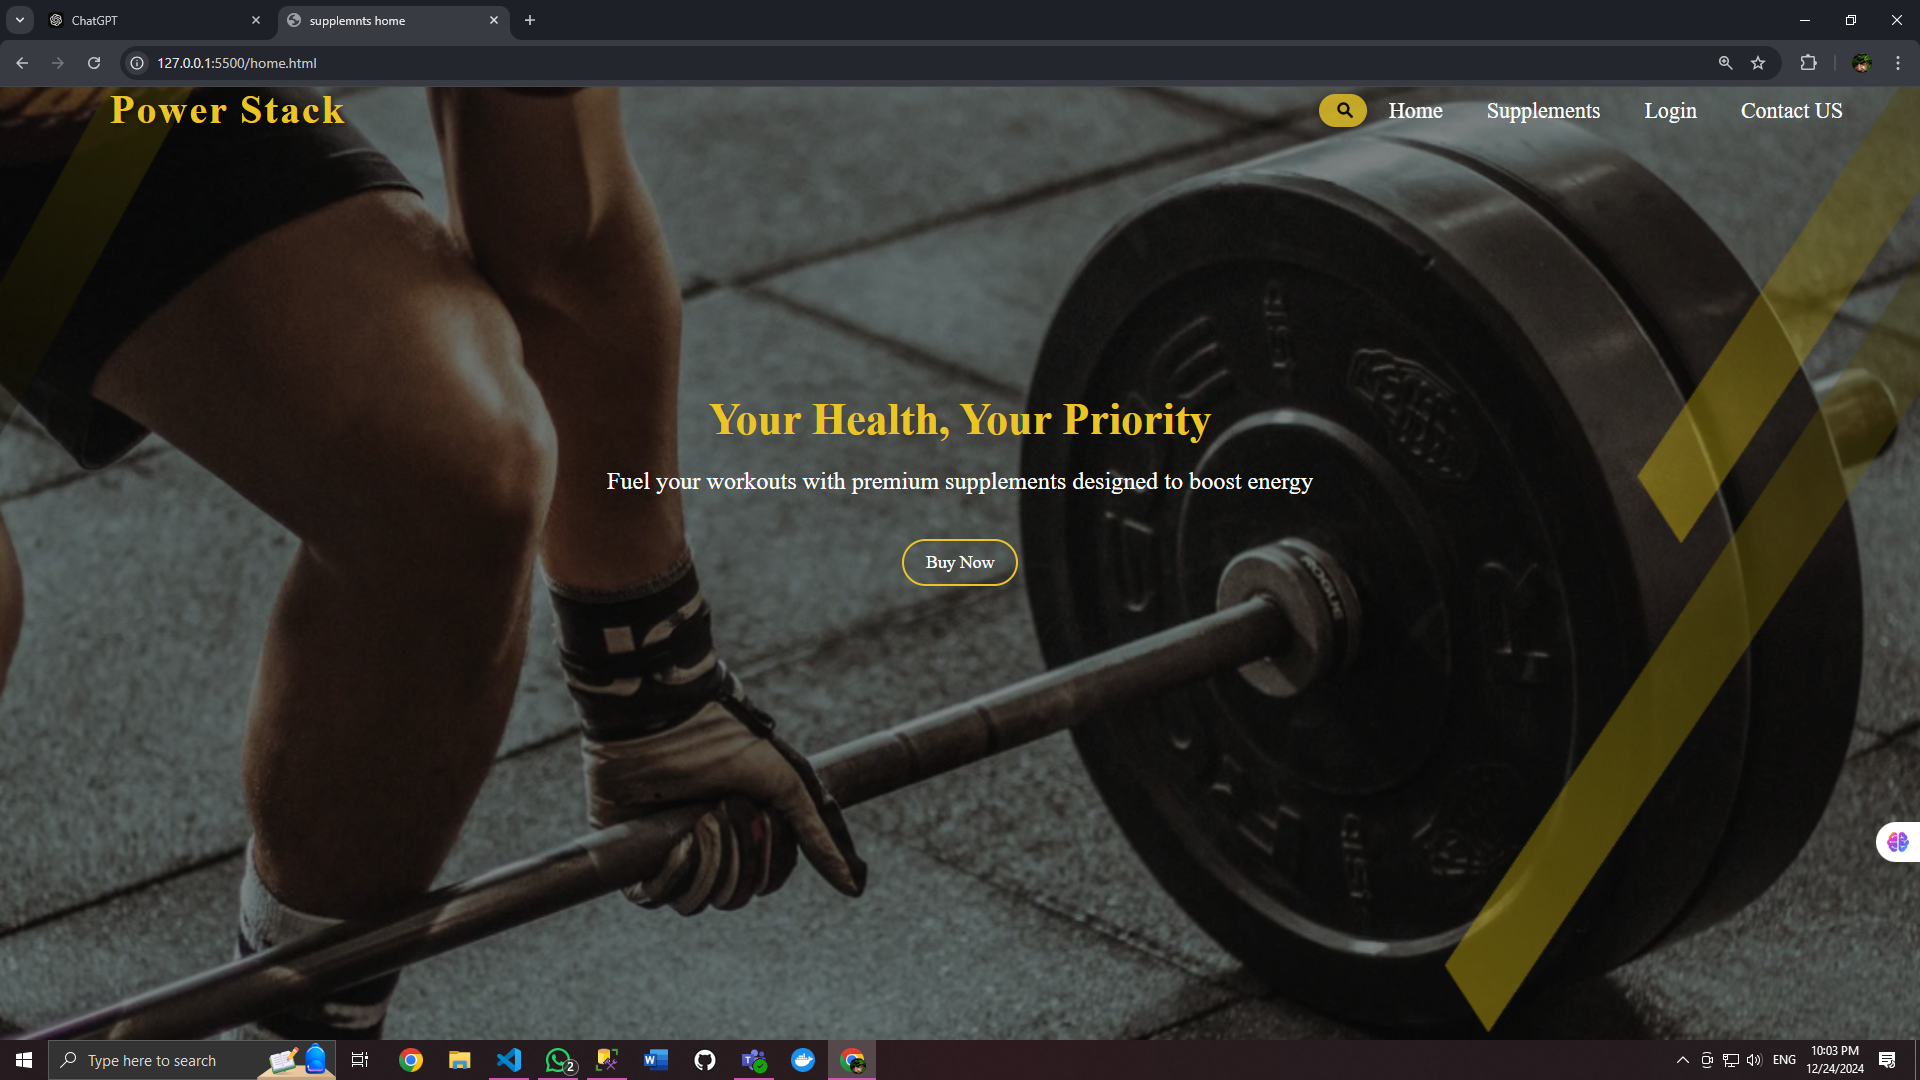 ChatGPT
supplemnts home
127.0.0.1:5500/home.html
Power Stack
Home
Supplements
Login
Contact US
Your Health, Your Priority
Fuel your workouts with premium supplements designed to boost energy
Buy Now
ROGUE
Type here to search
2
ENG
10:03 PM
12/24/2024